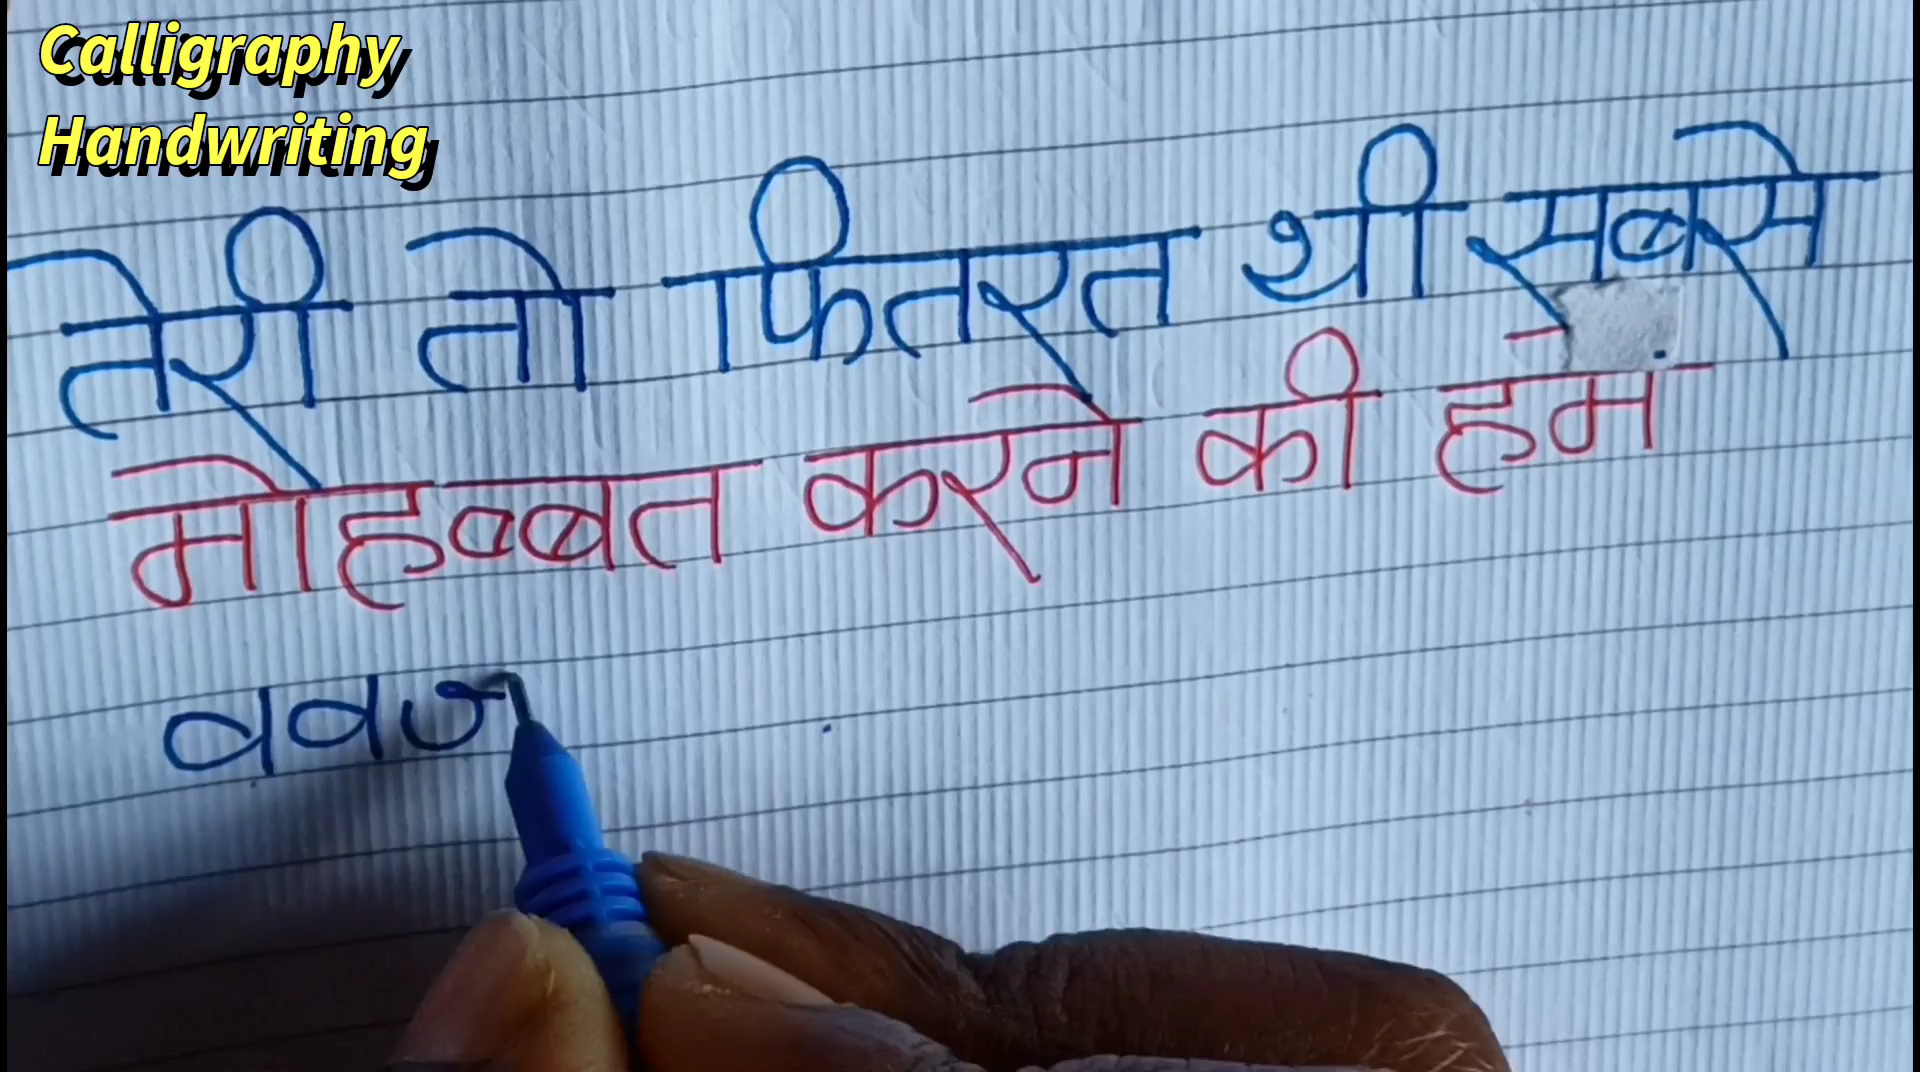 Calligraphy
Handwriting
तेरी तो फितरत थी सबसे
मोहब्बत करने की हम